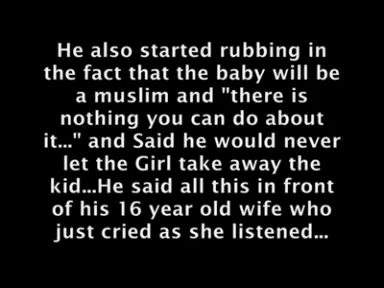 He also started rubbing in
the fact that the baby will be
a muslim and "there is
nothing you can do about
it..." and Said he would never
let the Girl take away the
kid...He said all this in front
of his 16 year old wife who
just cried as she listened...